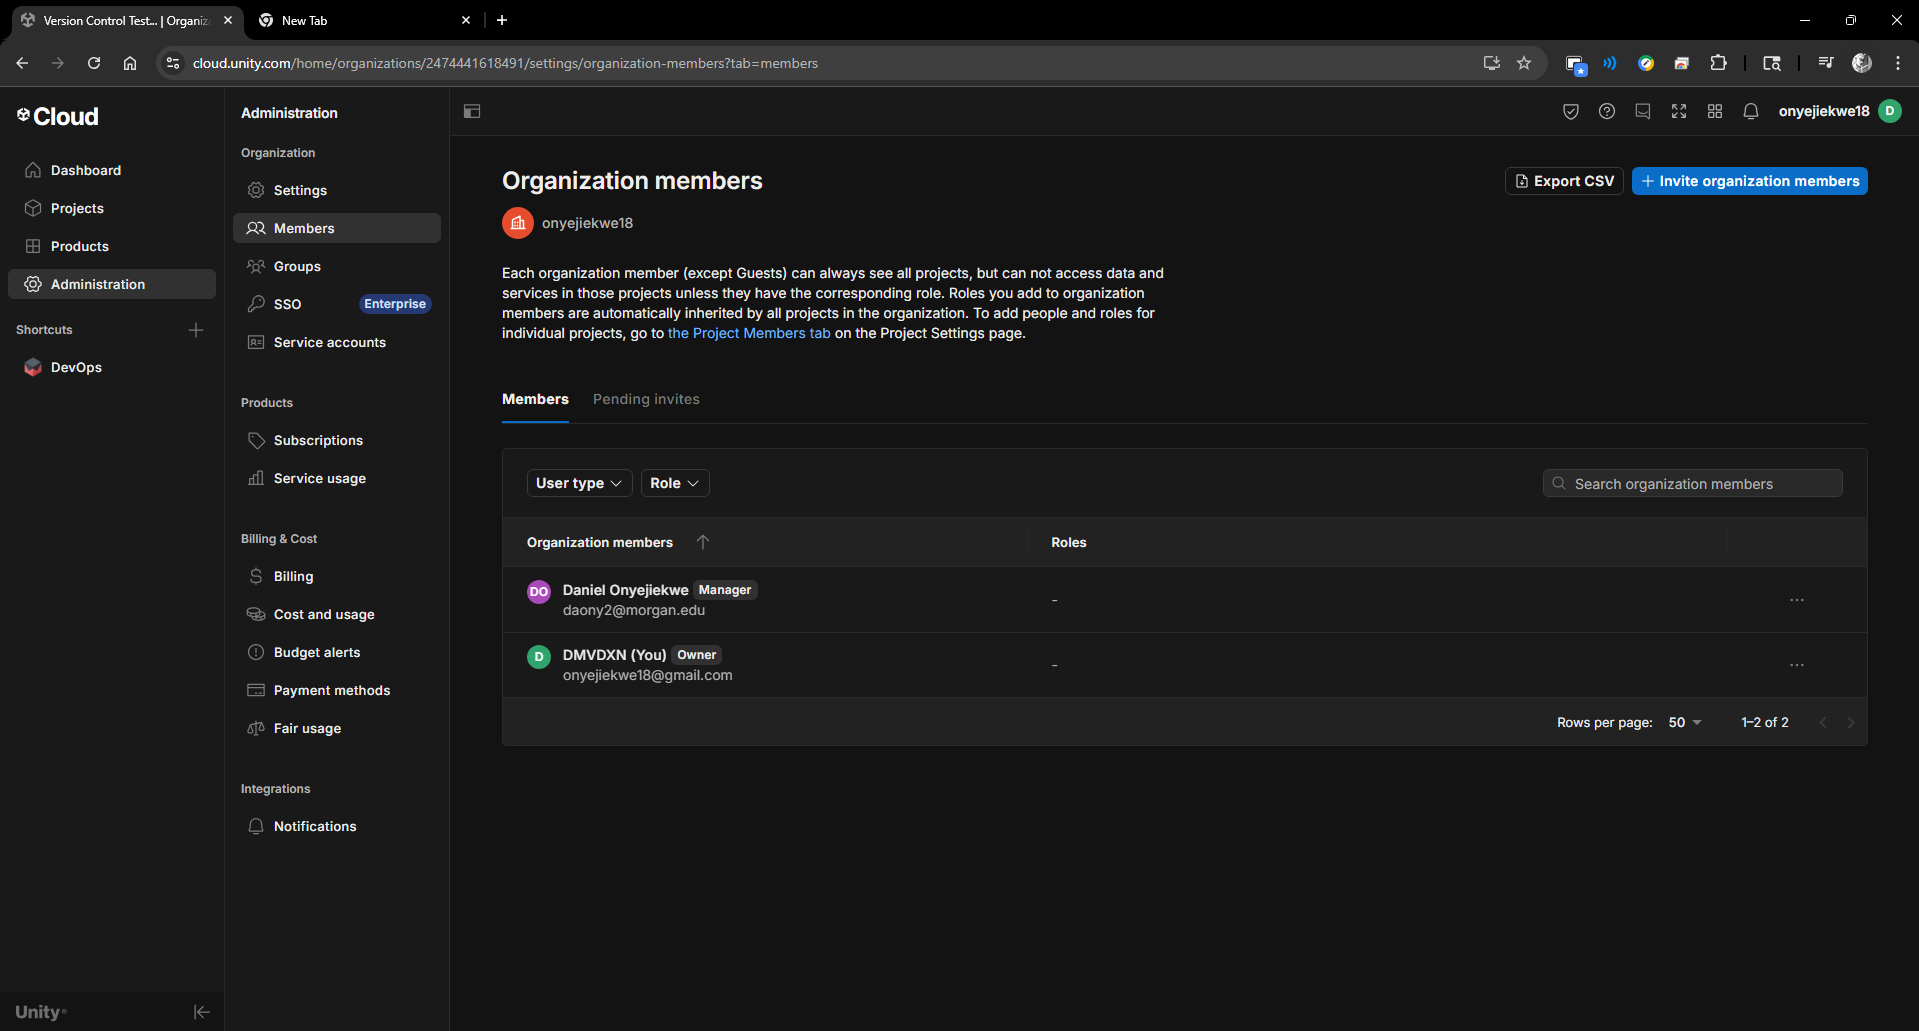 Version Control Test... | Organiz
New Tab
cloud.unity.com/home/organizations/2474441618491/settings/organization-members?tab=members
Cloud
Dashboard
Projects
Products
Administration
Shortcuts
DevOps
Unity
Administration
Organization
Settings
Members
Groups
SSO Enterprise
Service accounts
Products
Subscriptions
Service usage
Billing & Cost
Billing
Cost and usage
Budget alerts
Payment methods
Fair usage
Integrations
Notifications
onyejiekwe18 D
Organization members
Export CSV
+ Invite organization members
onyejiekwe18
Each organization member (except Guests) can always see all projects, but can not access data and
services in those projects unless they have the corresponding role. Roles you add to organization
members are automatically inherited by all projects in the organization. To add people and roles for
individual projects, go to the Project Members tab on the Project Settings page.
Members Pending invites
User type Role
Search organization members
Organization members Roles
DO Daniel Onyejiekwe Manager
daony2@morgan.edu
-
D DMVDXN (You) Owner
onyejiekwe18@gmail.com
-
Rows per page: 50 1–2 of 2